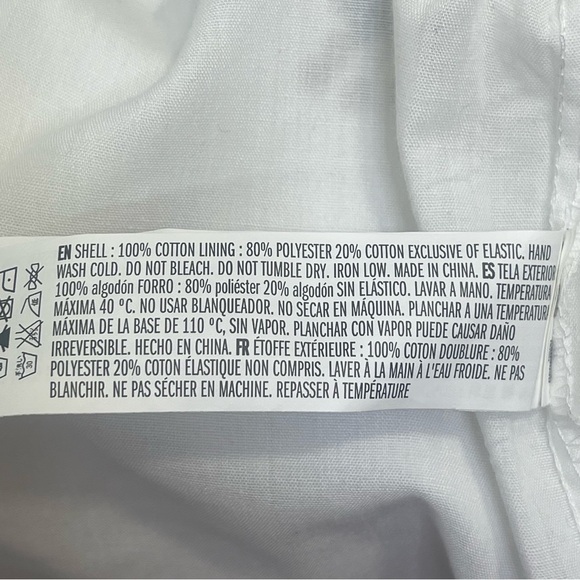 EN SHELL : 100% COTTON LINING : 80% POLYESTER 20% COTTON EXCLUSIVE OF ELASTIC. HAND
WASH COLD. DO NOT BLEACH. DO NOT TUMBLE DRY. IRON LOW. MADE IN CHINA. ES TELA EXTERIOR
100% algodón FORRO : 80% poliéster 20% algodón SIN ELÁSTICO. LAVAR A MANO. TEMPERATURA
MÁXIMA 40 ºC. NO USAR BLANQUEADOR. NO SECAR EN MÁQUINA. PLANCHAR A UNA TEMPERATURA
MÁXIMA DE LA BASE DE 110 ºC, SIN VAPOR. PLANCHAR CON VAPOR PUEDE CAUSAR DAÑO
IRREVERSIBLE. HECHO EN CHINA. FR ÉTOFFE EXTÉRIEURE : 100% COTON DOUBLURE : 80%
POLYESTER 20% COTON ÉLASTIQUE NON COMPRIS. LAVER À LA MAIN À L'EAU FROIDE. NE PAS
BLANCHIR. NE PAS SÉCHER EN MACHINE. REPASSER À TEMPÉRATURE